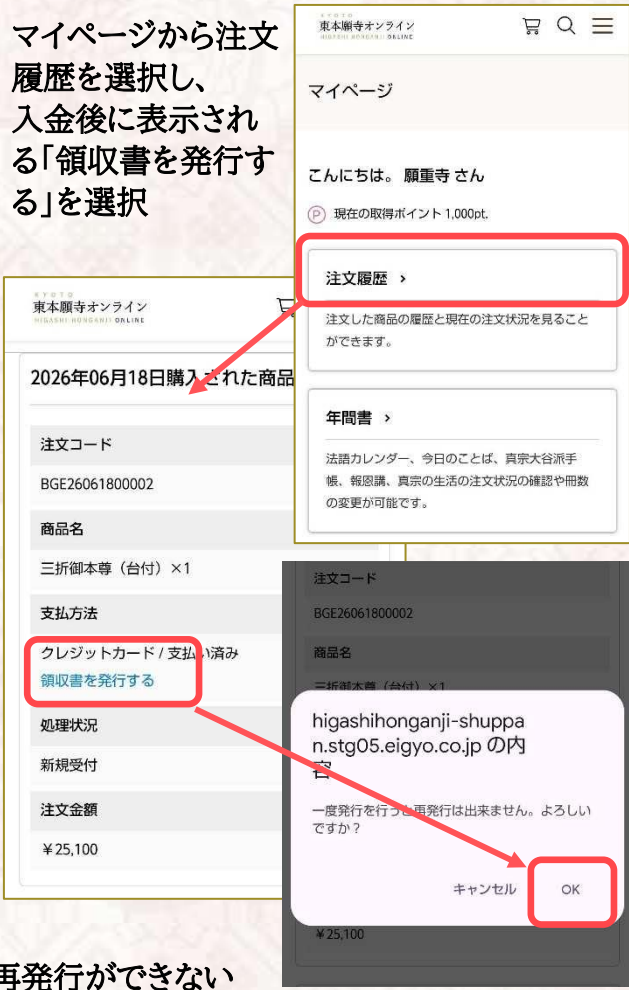 マイページから注文
履歴を選択し、
入金後に表示され
る「領収書を発行す
る」を選択
KYOTO
東本願寺オンライン
HIGASHI HONGANJI ONLINE
マイページ
こんにちは。 願重寺 さん
P 現在の取得ポイント 1,000pt.
注文履歴 ›
注文した商品の履歴と現在の注文状況を見ること
ができます。
年間書 ›
法語カレンダー、今日のことば、真宗大谷派手
帳、報恩講、真宗の生活の注文状況の確認や冊数
の変更が可能です。
KYOTO
東本願寺オンライン
HIGASHI HONGANJI ONLINE
2026年06月18日購入された商品
注文コード
BGE26061800002
商品名
三折御本尊（台付）×1
支払方法
クレジットカード / 支払い済み
領収書を発行する
処理状況
新規受付
注文金額
￥25,100
注文コード
BGE26061800002
商品名
三折御本尊（台付）×1
higashihonganji-shuppa
n.stg05.eigyo.co.jp の内
容
一度発行を行うと再発行は出来ません。よろしい
ですか？
キャンセル OK
￥25,100
再発行ができない